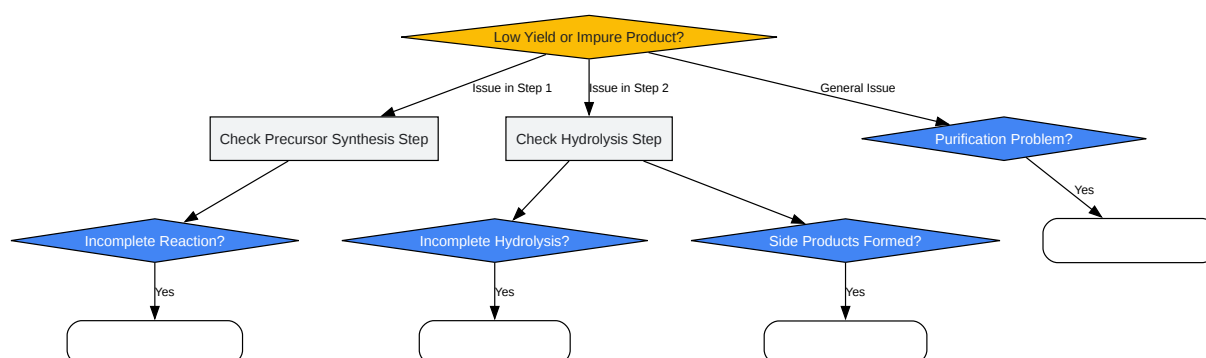 Low Yield or Impure Product?
Issue in Step 1
Issue in Step 2
General Issue
Check Precursor Synthesis Step
Check Hydrolysis Step
Purification Problem?
Yes
Incomplete Reaction?
Incomplete Hydrolysis?
Side Products Formed?
Yes
Yes
Yes